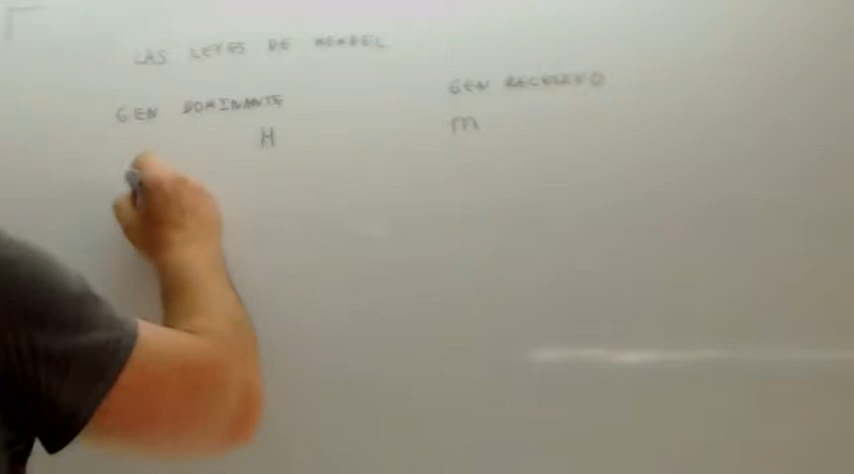 LAS LEYES DE MENDEL
GEN DOMINANTE GEN RECESIVO
M m